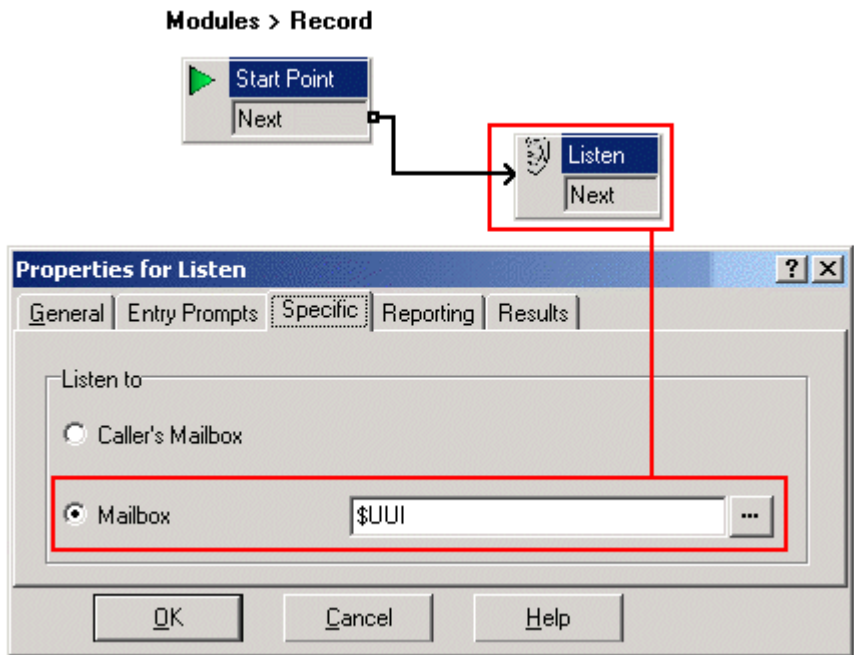 Modules > Record
Start Point
Next
Listen
Next
Properties for Listen
General Entry Prompts Specific Reporting Results
Listen to
Caller's Mailbox
Mailbox $UUI ...
OK Cancel Help